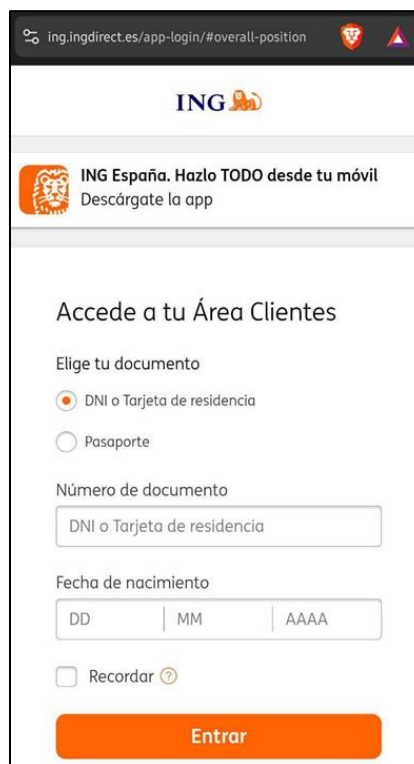 ing.ingdirect.es/app-login/#overall-position
ING
ING España. Hazlo TODO desde tu móvil
Descárgate la app
Accede a tu Área Clientes
Elige tu documento
DNI o Tarjeta de residencia
Pasaporte
Número de documento
DNI o Tarjeta de residencia
Fecha de nacimiento
DD MM AAAA
Recordar ?
Entrar